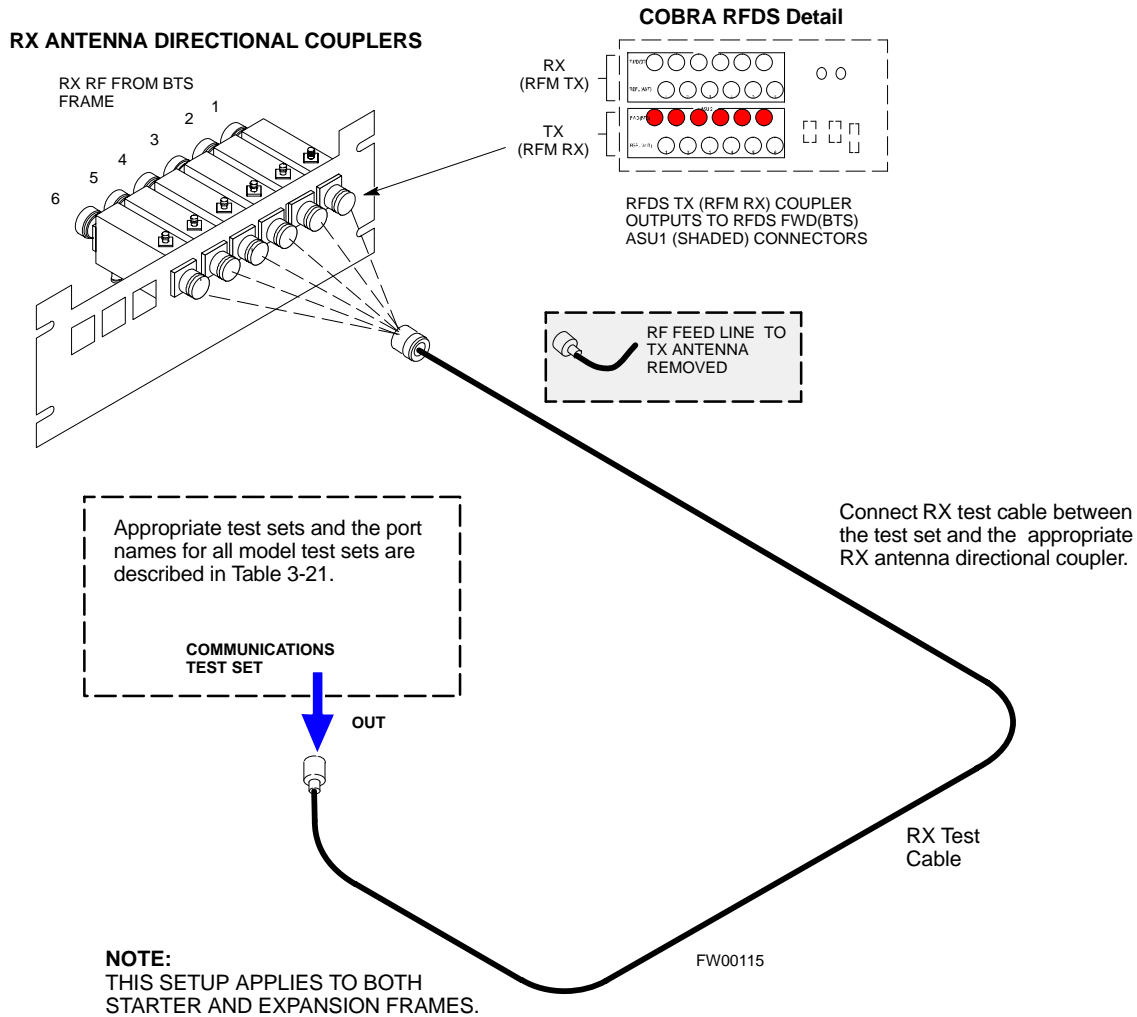 COBRA RFDS Detail
RX ANTENNA DIRECTIONAL COUPLERS
RX RF FROM BTS
FRAME
1
2
3
4
5
6
RX
(RFM TX)
TX
(RFM RX)
RFDS TX (RFM RX) COUPLER
OUTPUTS TO RFDS FWD(BTS)
ASU1 (SHADED) CONNECTORS
RF FEED LINE TO
TX ANTENNA
REMOVED
Appropriate test sets and the port
names for all model test sets are
described in Table 3-21.
COMMUNICATIONS
TEST SET
OUT
Connect RX test cable between
the test set and the appropriate
RX antenna directional coupler.
RX Test
Cable
FW00115
NOTE:
THIS SETUP APPLIES TO BOTH
STARTER AND EXPANSION FRAMES.